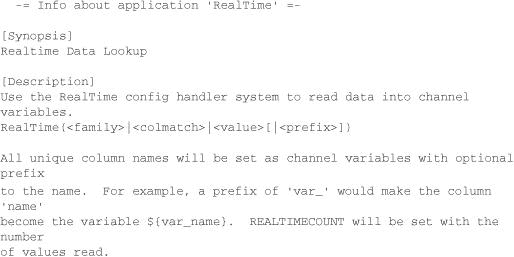 -= Info about application 'RealTime' =-
[Synopsis]
Realtime Data Lookup
[Description]
Use the RealTime config handler system to read data into channel
variables.
RealTime(<family>|<colmatch>|<value>[|<prefix>])
All unique column names will be set as channel variables with optional
prefix
to the name.  For example, a prefix of 'var_' would make the column
'name'
become the variable ${var_name}.  REALTIMECOUNT will be set with the
number
of values read.